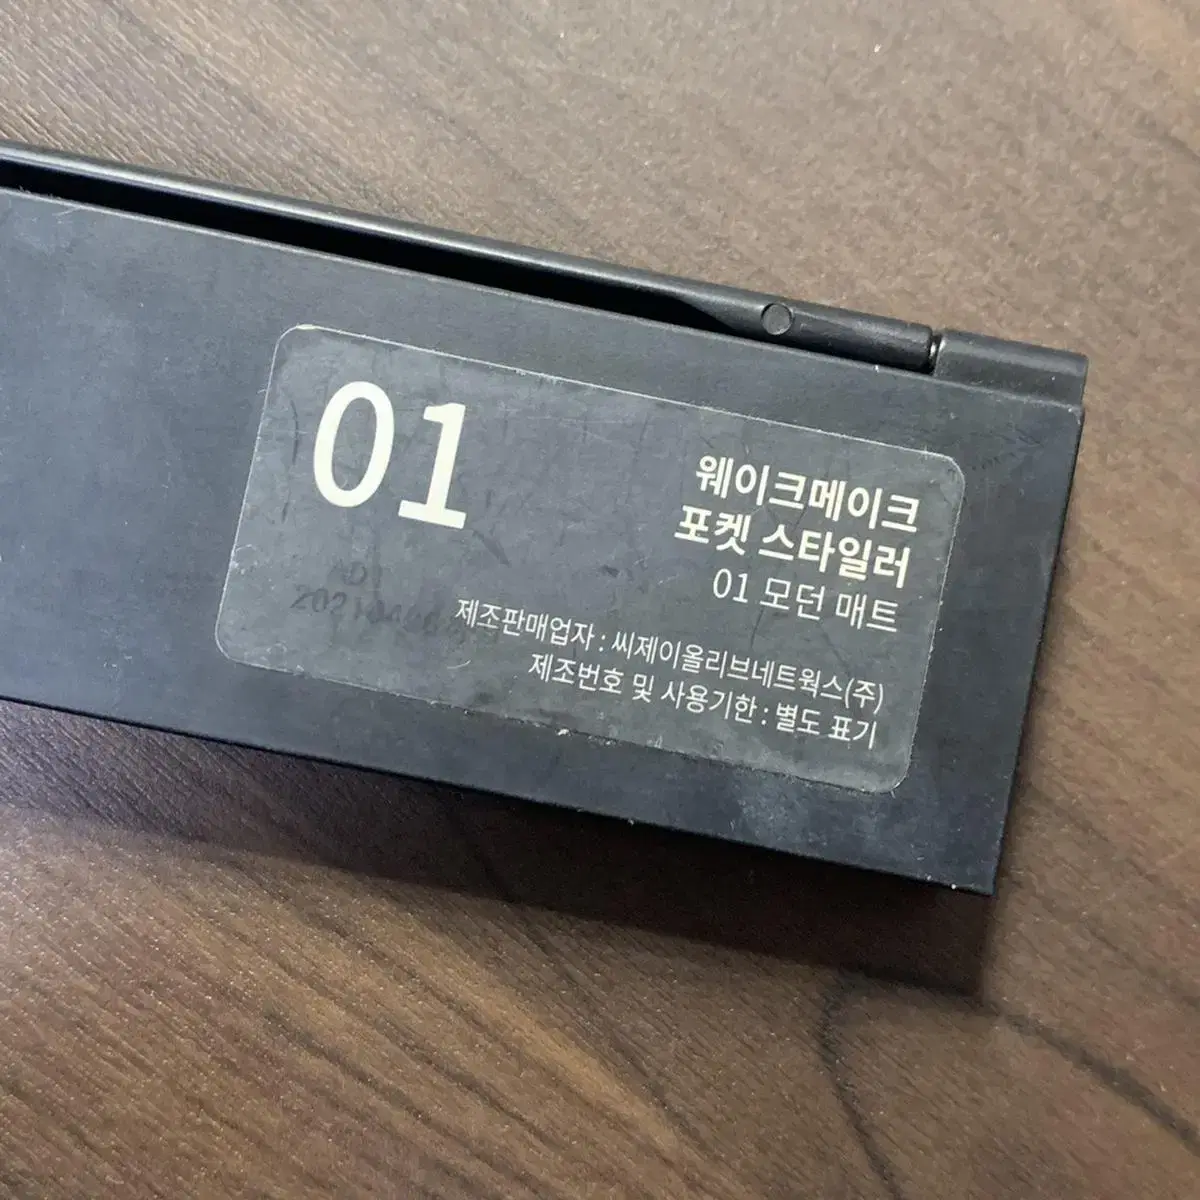 01
웨이크메이크
포켓 스타일러
01 모던 매트
제조판매업자 : 씨제이올리브네트웍스(주)
제조번호 및 사용기한 : 별도 표기